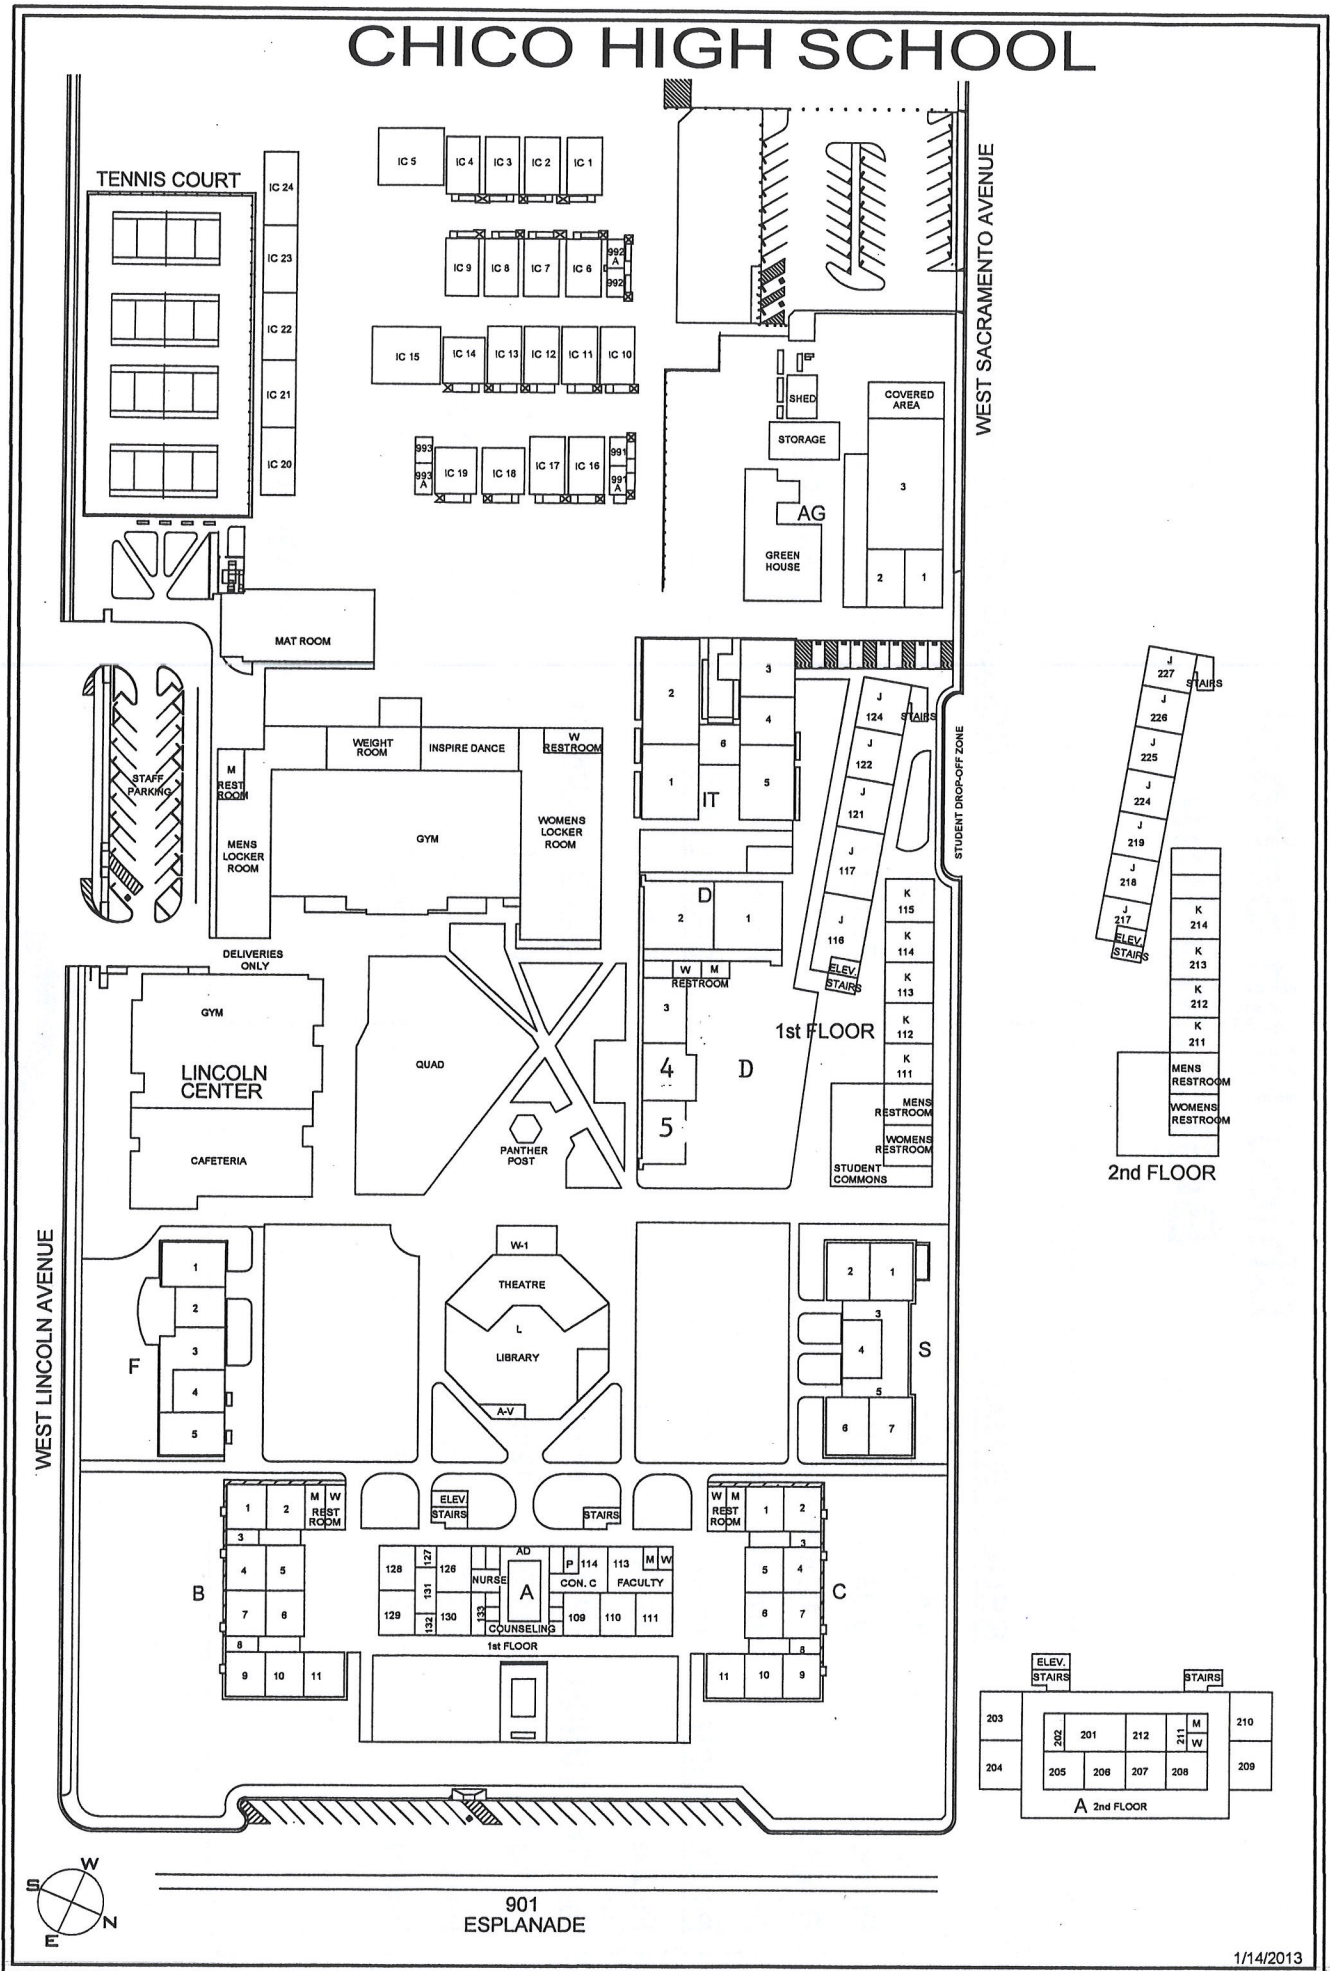 CHICO HIGH SCHOOL
TENNIS COURT
IC 24
IC 23
IC 22
IC 21
IC 20
IC 5
IC 4
IC 3
IC 2
IC 1
IC 9
IC 8
IC 7
IC 6
992
A
992
IC 15
IC 14
IC 13
IC 12
IC 11
IC 10
993
993
A
IC 19
IC 18
IC 17
IC 16
991
991
A
WEST SACRAMENTO AVENUE
SHED
STORAGE
COVERED
AREA
3
AG
GREEN
HOUSE
2
1
MAT ROOM
STAFF
PARKING
WEIGHT
ROOM
INSPIRE DANCE
W
RESTROOM
M
REST
ROOM
MENS
LOCKER
ROOM
GYM
WOMENS
LOCKER
ROOM
2
3
4
6
1
5
IT
J
124
STAIRS
J
122
J
121
J
117
J
116
ELEV.
STAIRS
STUDENT DROP-OFF ZONE
J
227
STAIRS
J
226
J
225
J
224
J
219
J
218
J
217
ELEV.
STAIRS
D
2
1
W
M
RESTROOM
3
4
5
D
1st FLOOR
K
115
K
114
K
113
K
112
K
111
MENS
RESTROOM
WOMENS
RESTROOM
STUDENT
COMMONS
K
214
K
213
K
212
K
211
MENS
RESTROOM
WOMENS
RESTROOM
2nd FLOOR
DELIVERIES
ONLY
GYM
LINCOLN
CENTER
CAFETERIA
QUAD
PANTHER
POST
WEST LINCOLN AVENUE
1
2
3
4
5
F
W-1
THEATRE
L
LIBRARY
A-V
2
1
3
4
5
6
7
S
1
2
M
W
REST
ROOM
3
4
5
7
6
8
9
10
11
B
ELEV.
STAIRS
STAIRS
128
127
126
NURSE
AD
A
P
114
113
M
W
CON. C
FACULTY
129
131
132
130
133
COUNSELING
109
110
111
1st FLOOR
W
M
REST
ROOM
1
2
3
5
4
6
7
8
11
10
9
C
ELEV.
STAIRS
STAIRS
203
204
202
201
212
211
M
W
205
206
207
208
210
209
A 2nd FLOOR
W
S
N
E
901
ESPLANADE
1/14/2013